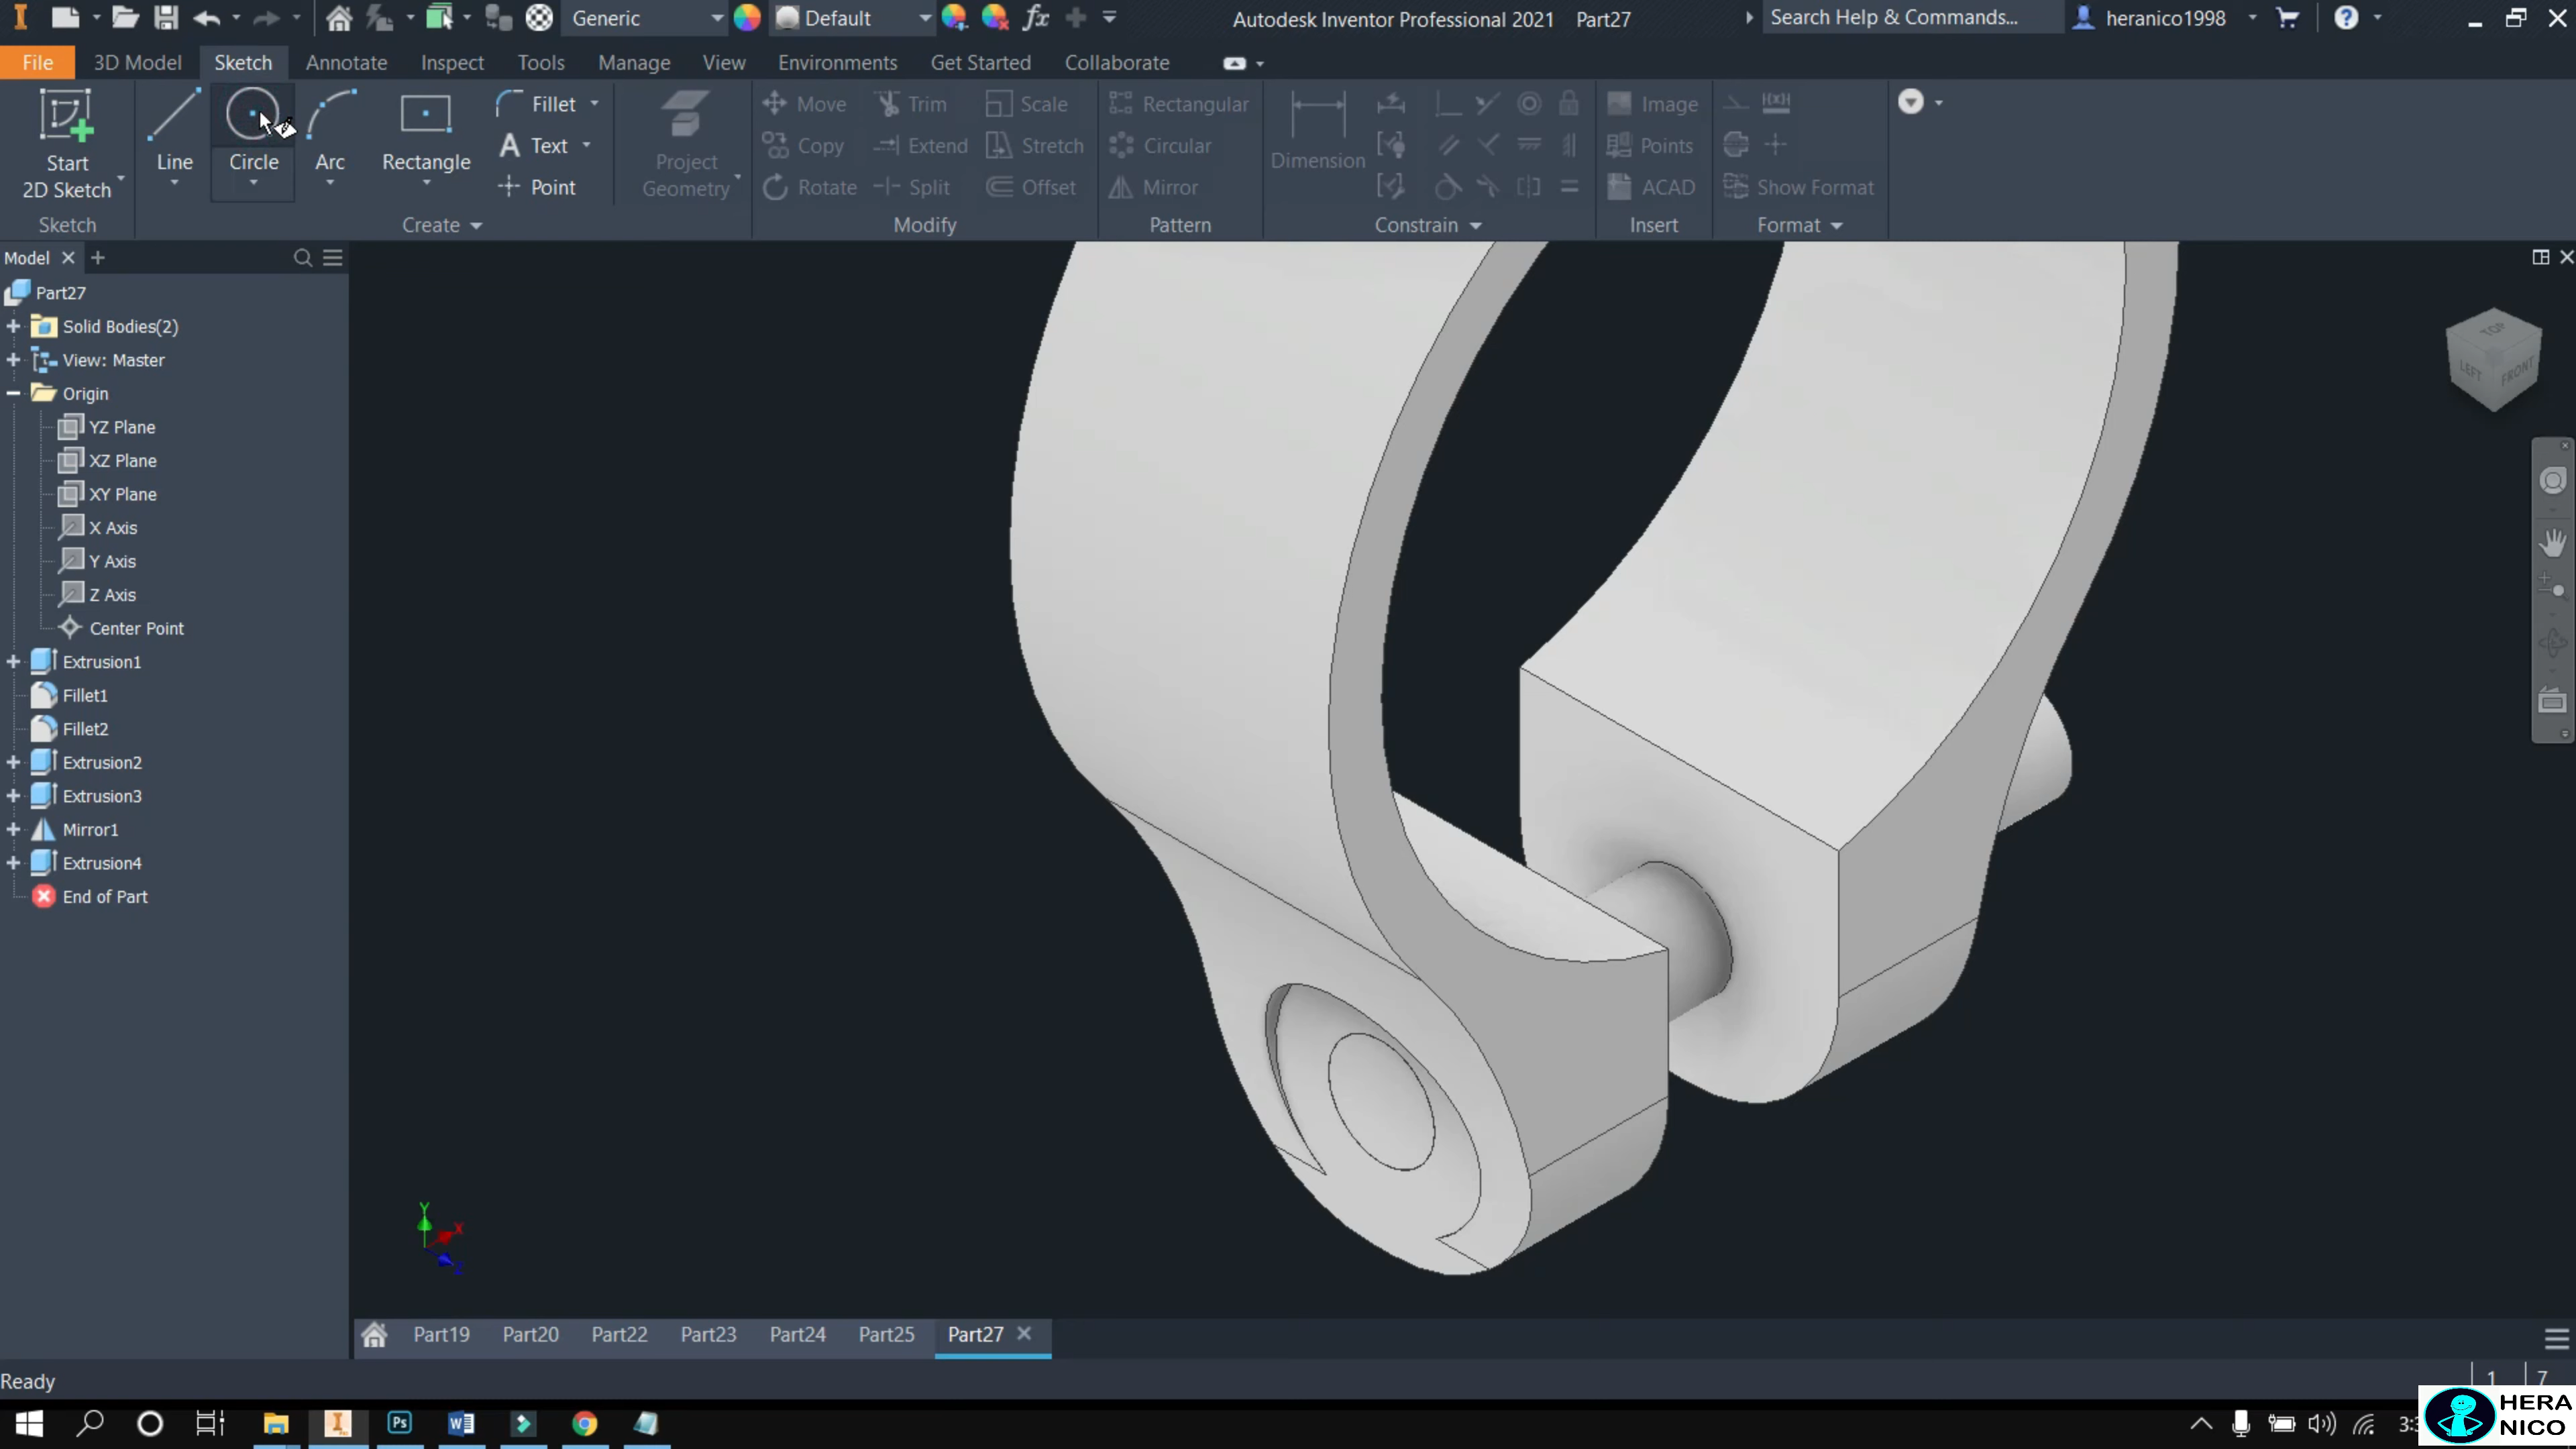 Generic
Default
Autodesk Inventor Professional 2021 Part27
Search Help & Commands...
heranico1998
File 3D Model Sketch Annotate Inspect Tools Manage View Environments Get Started Collaborate
Start
2D Sketch
Line
Circle
Arc
Rectangle
Fillet
Text
Point
Project
Geometry
Move
Copy
Rotate
Trim
Extend
Split
Scale
Stretch
Offset
Rectangular
Circular
Mirror
Dimension
Image
Points
ACAD
Show Format
Sketch Create Modify Pattern Constrain Insert Format
Model
Part27
Solid Bodies(2)
View: Master
Origin
YZ Plane
XZ Plane
XY Plane
X Axis
Y Axis
Z Axis
Center Point
Extrusion1
Fillet1
Fillet2
Extrusion2
Extrusion3
Mirror1
Extrusion4
End of Part
TOP
LEFT FRONT
Y
X
Z
Part19 Part20 Part22 Part23 Part24 Part25 Part27
Ready
1 7
HERA
NICO